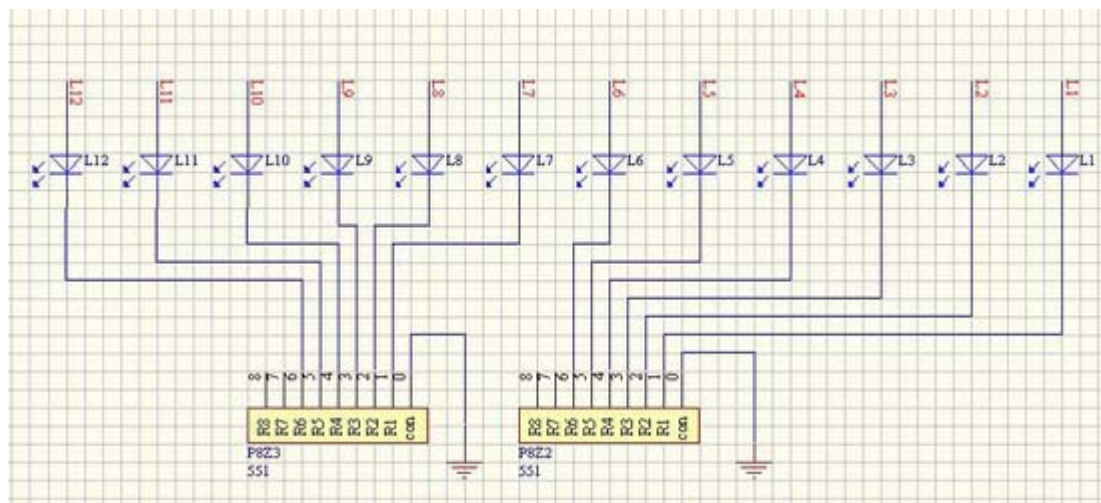 L12 L11 L10 L9 L8 L7 L6 L5 L4 L3 L2 L1
L12 L11 L10 L9 L8 L7 L6 L5 L4 L3 L2 L1
8 7 6 5 4 3 2 1 0 8 7 6 5 4 3 2 1 0
R8 R7 R6 R5 R4 R3 R2 R1 con R8 R7 R6 R5 R4 R3 R2 R1 con
P8Z3 P8Z2
551 551